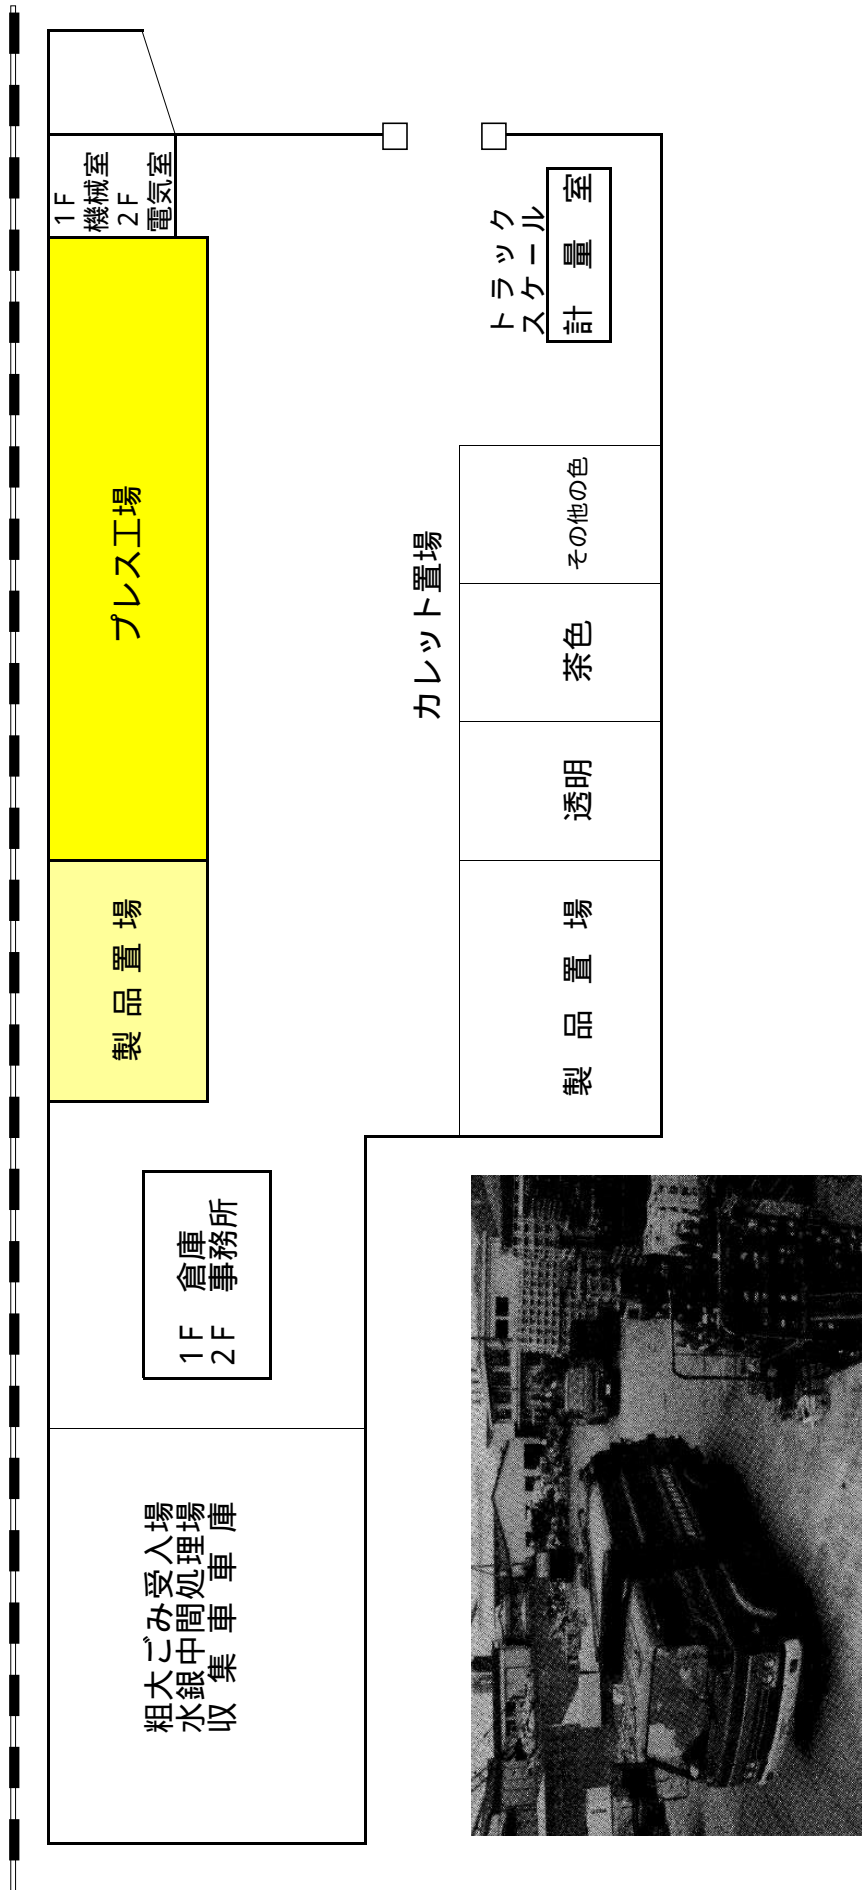 粗大ごみ受入場
水銀中間処理場
収集車車庫
1F 倉庫
2F 事務所
製品置場
プレス工場
1F
機械室
2F
電気室
カレット置場
製品置場
透明
茶色
その他の色
トラック
スケール
計量室